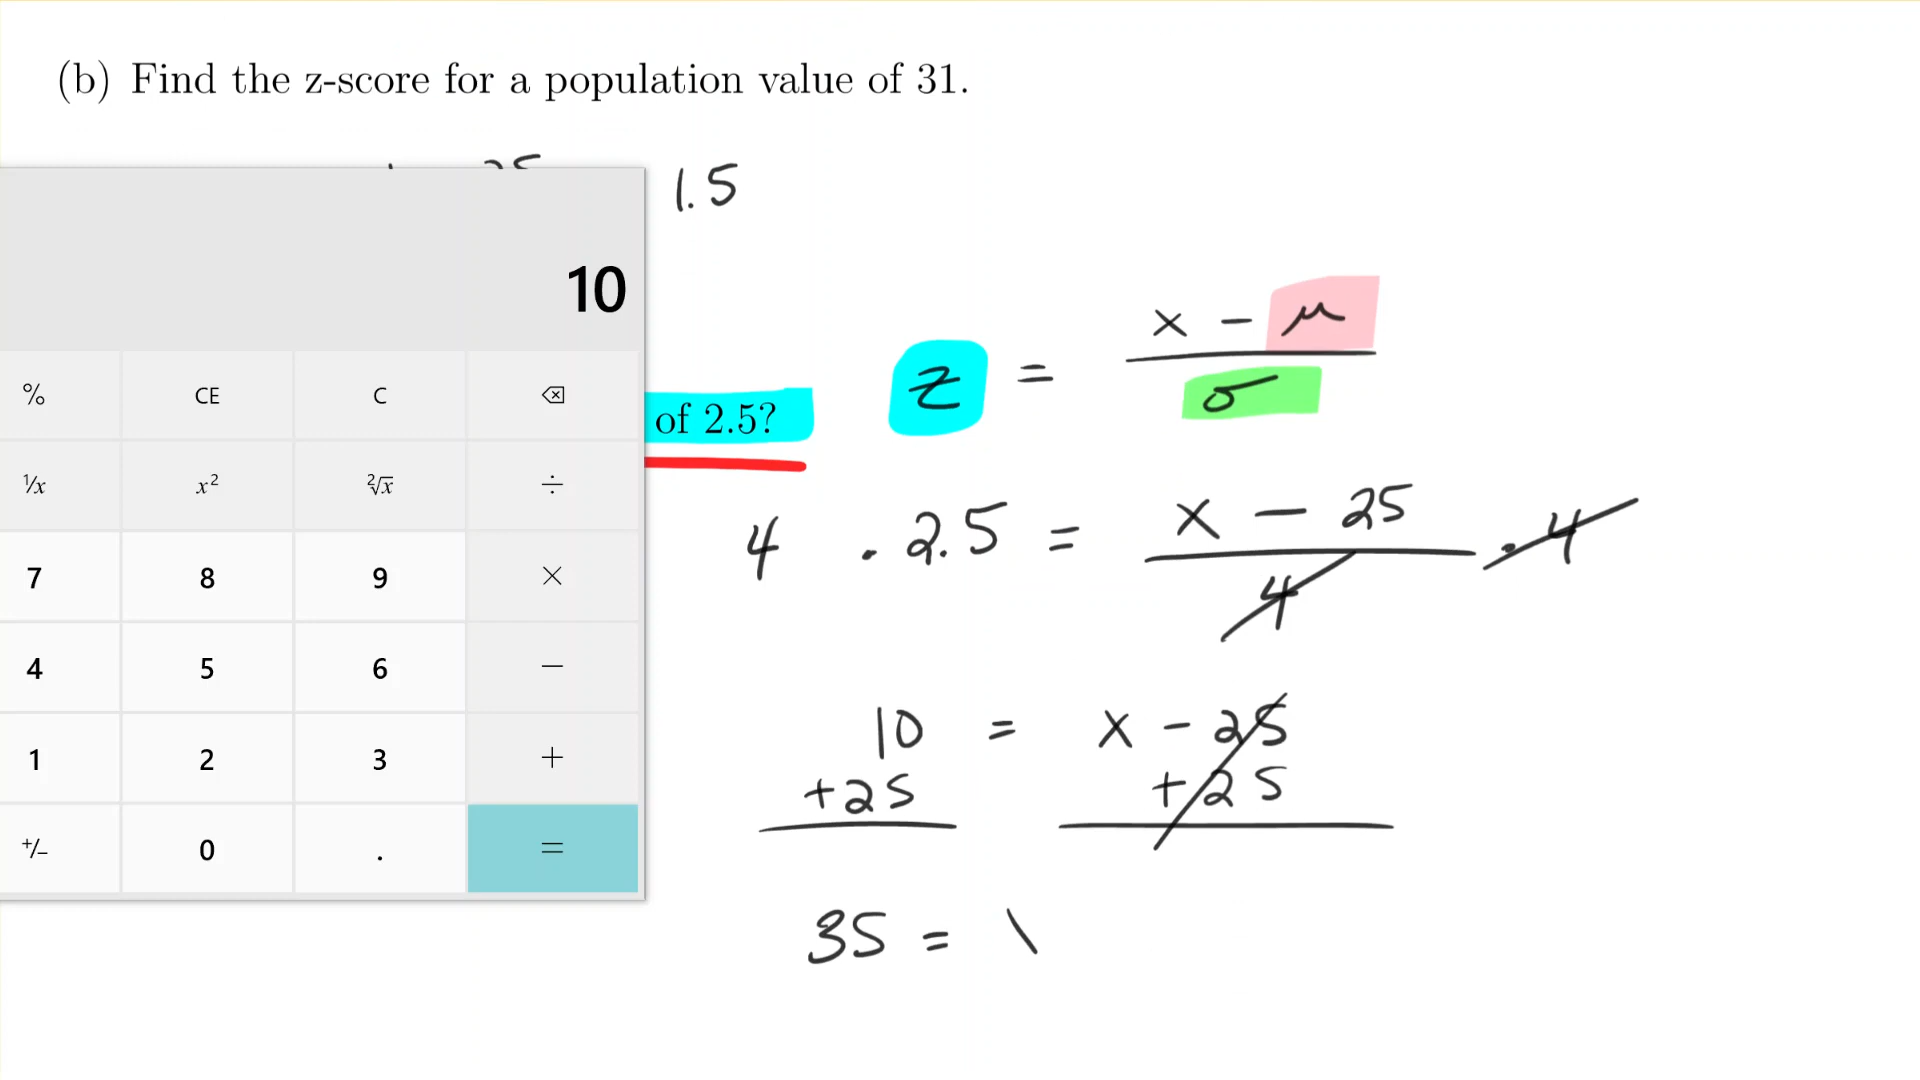 (b) Find the z-score for a population value of 31.
1.5
10
% CE C
of 2.5?
z = x − μ
σ
¹/x x² ²√x ÷
4 · 2.5 = x − 25 · 4
4
7 8 9 ×
4 5 6 −
10 = x − 25
+25 +25
1 2 3 +
+/− 0 . =
35 = \